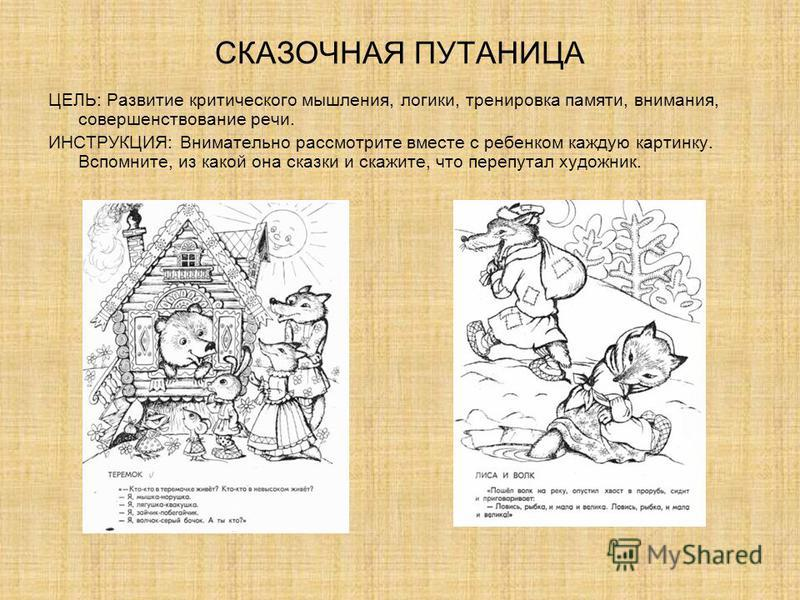 СКАЗОЧНАЯ ПУТАНИЦА
ЦЕЛЬ: Развитие критического мышления, логики, тренировка памяти, внимания,
совершенствование речи.
ИНСТРУКЦИЯ: Внимательно рассмотрите вместе с ребенком каждую картинку.
Вспомните, из какой она сказки и скажите, что перепутал художник.
ТЕРЕМОК
«—Кто-кто в теремочке живёт? Кто-кто в невысоком живёт?
— Я, мышка-норушка.
— Я, лягушка-квакушка.
— Я, зайчик-побегайчик.
— Я, волчок-серый бочок. А ты кто?»
ЛИСА И ВОЛК
«Пошёл волк на реку, опустил хвост в прорубь, сидит
и приговаривает:
— Ловись, рыбка, и мала и велика. Ловись, рыбка, и мала
и велика!»
MyShared